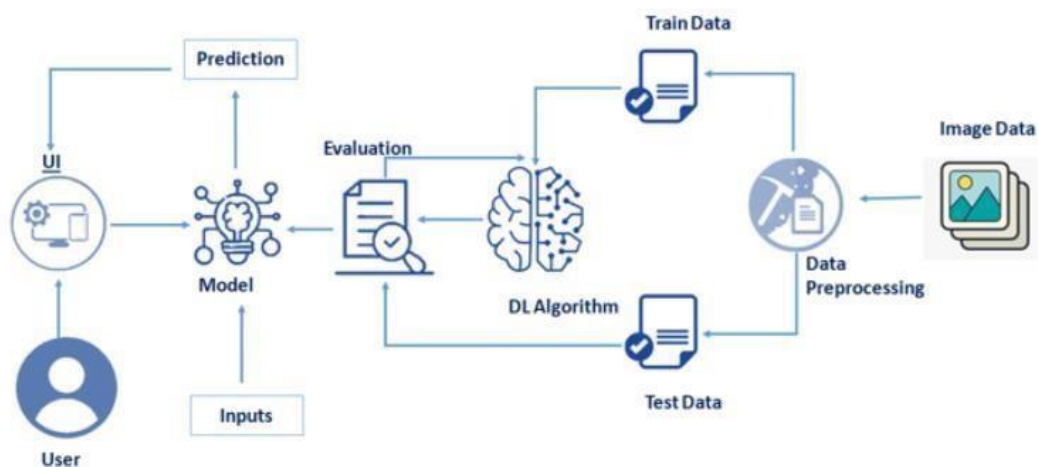 Train Data
Prediction
Image Data
Evaluation
UI
Data
Preprocessing
Model
DL Algorithm
Test Data
Inputs
User